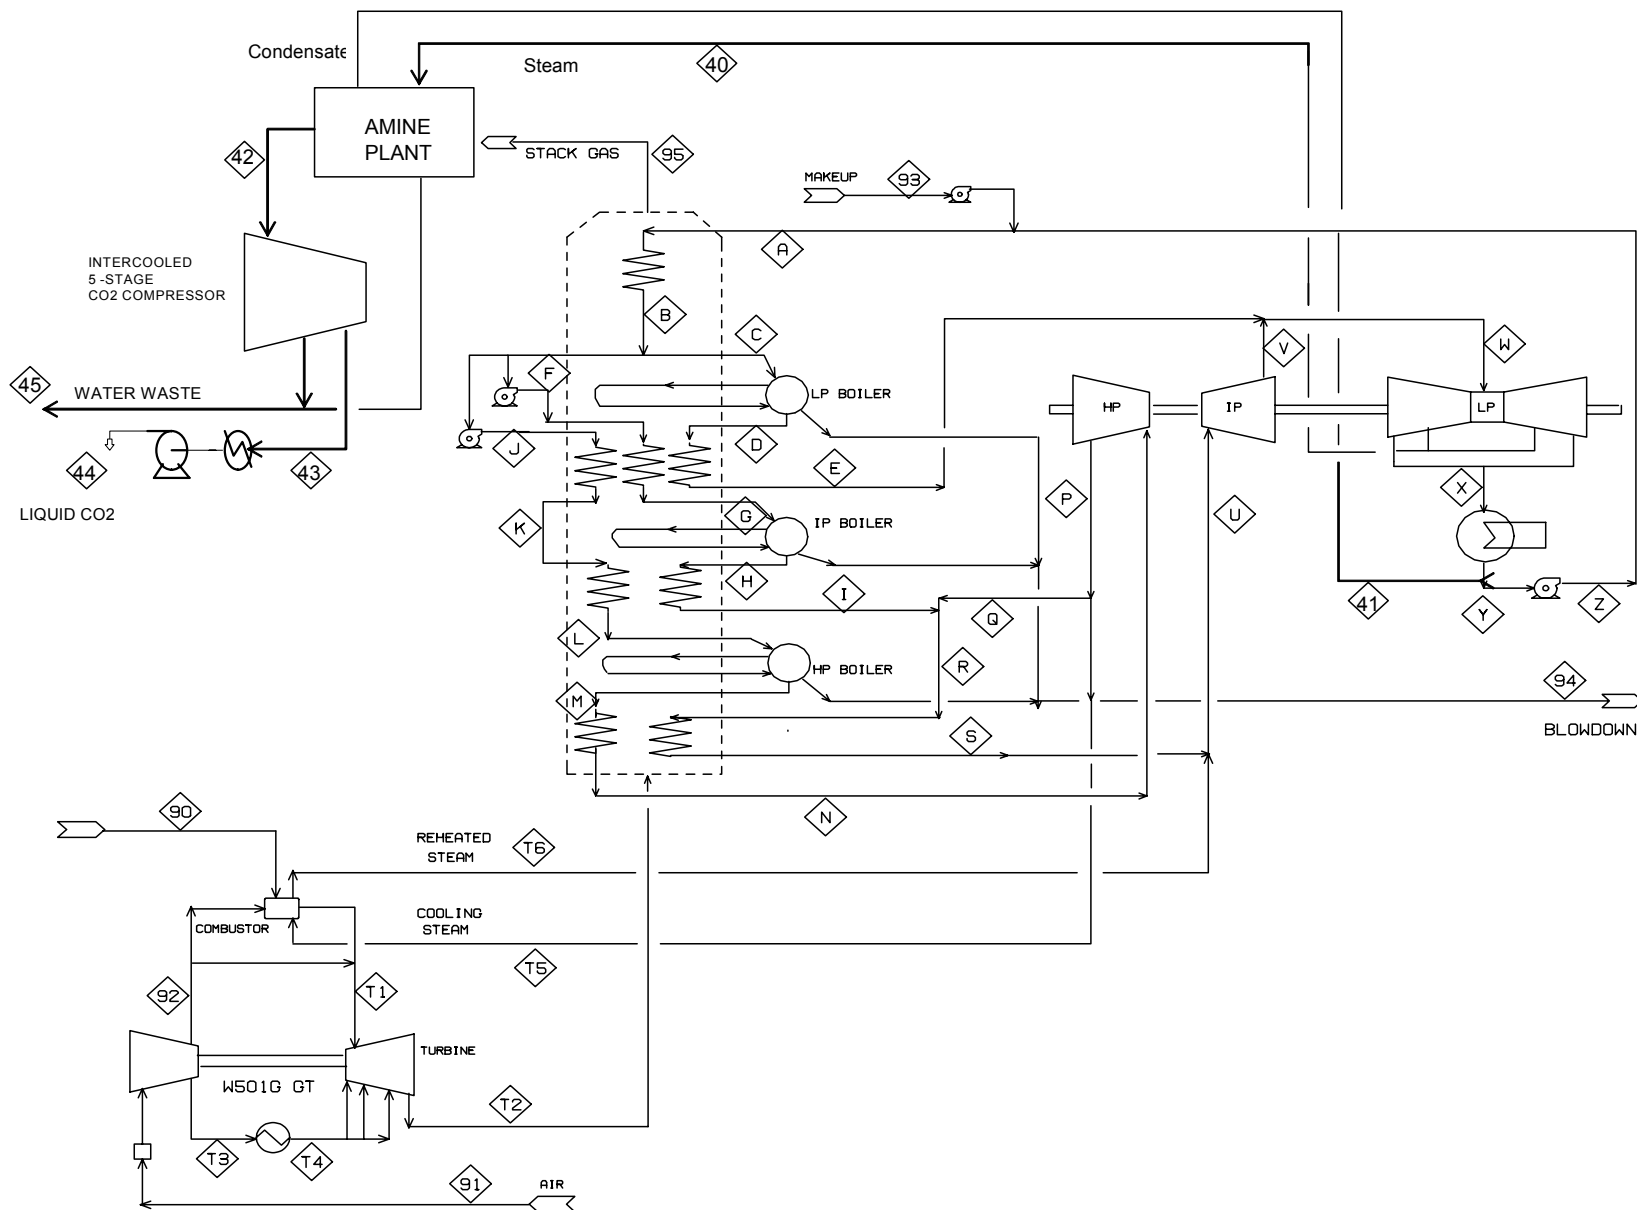 Condensate
Steam
40
AMINE
PLANT
42
STACK GAS
95
MAKEUP
93
A
INTERCOOLED
5 -STAGE
CO2 COMPRESSOR
B
C
V
W
45
WATER WASTE
F
LP BOILER
HP
IP
LP
J
D
E
44
43
P
X
LIQUID CO2
K
G
IP BOILER
U
H
I
Q
41
Y
Z
L
R
HP BOILER
M
94
S
BLOWDOWN
N
90
REHEATED
STEAM
T6
COOLING
STEAM
COMBUSTOR
T5
92
T1
TURBINE
W501G GT
T2
T3
T4
91
AIR